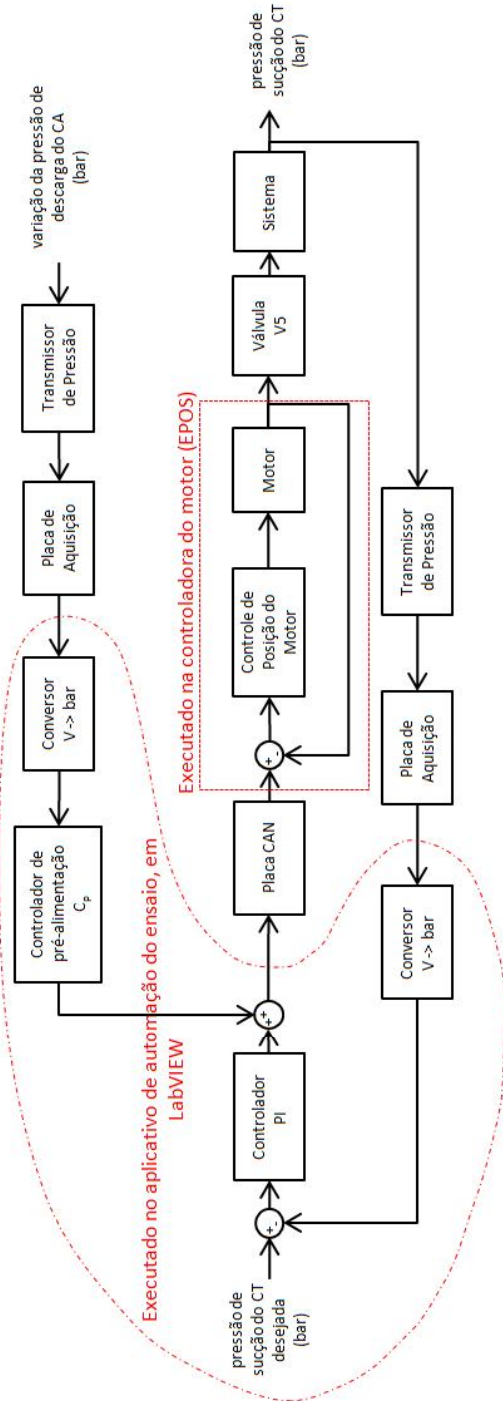 variação da pressão de
descarga do CA
(bar)
Transmissor
de Pressão
Placa de
Aquisição
Conversor
V -> bar
Controlador de
pré-alimentação
Cₚ
Executado no aplicativo de automação do ensaio, em
LabVIEW
Executado na controladora do motor (EPOS)
pressão de
sucção do CT
desejada
(bar)
+
-
Controlador
PI
+
+
Placa CAN
+
-
Controle de
Posição do
Motor
Motor
Válvula
V5
Sistema
pressão de
sucção do CT
(bar)
Transmissor
de Pressão
Placa de
Aquisição
Conversor
V -> bar